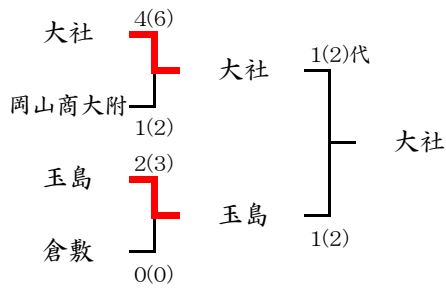 4(6)
大社
岡山商大附
1(2)
2(3)
玉島
倉敷
0(0)
大社
玉島
1(2)代
1(2)
大社